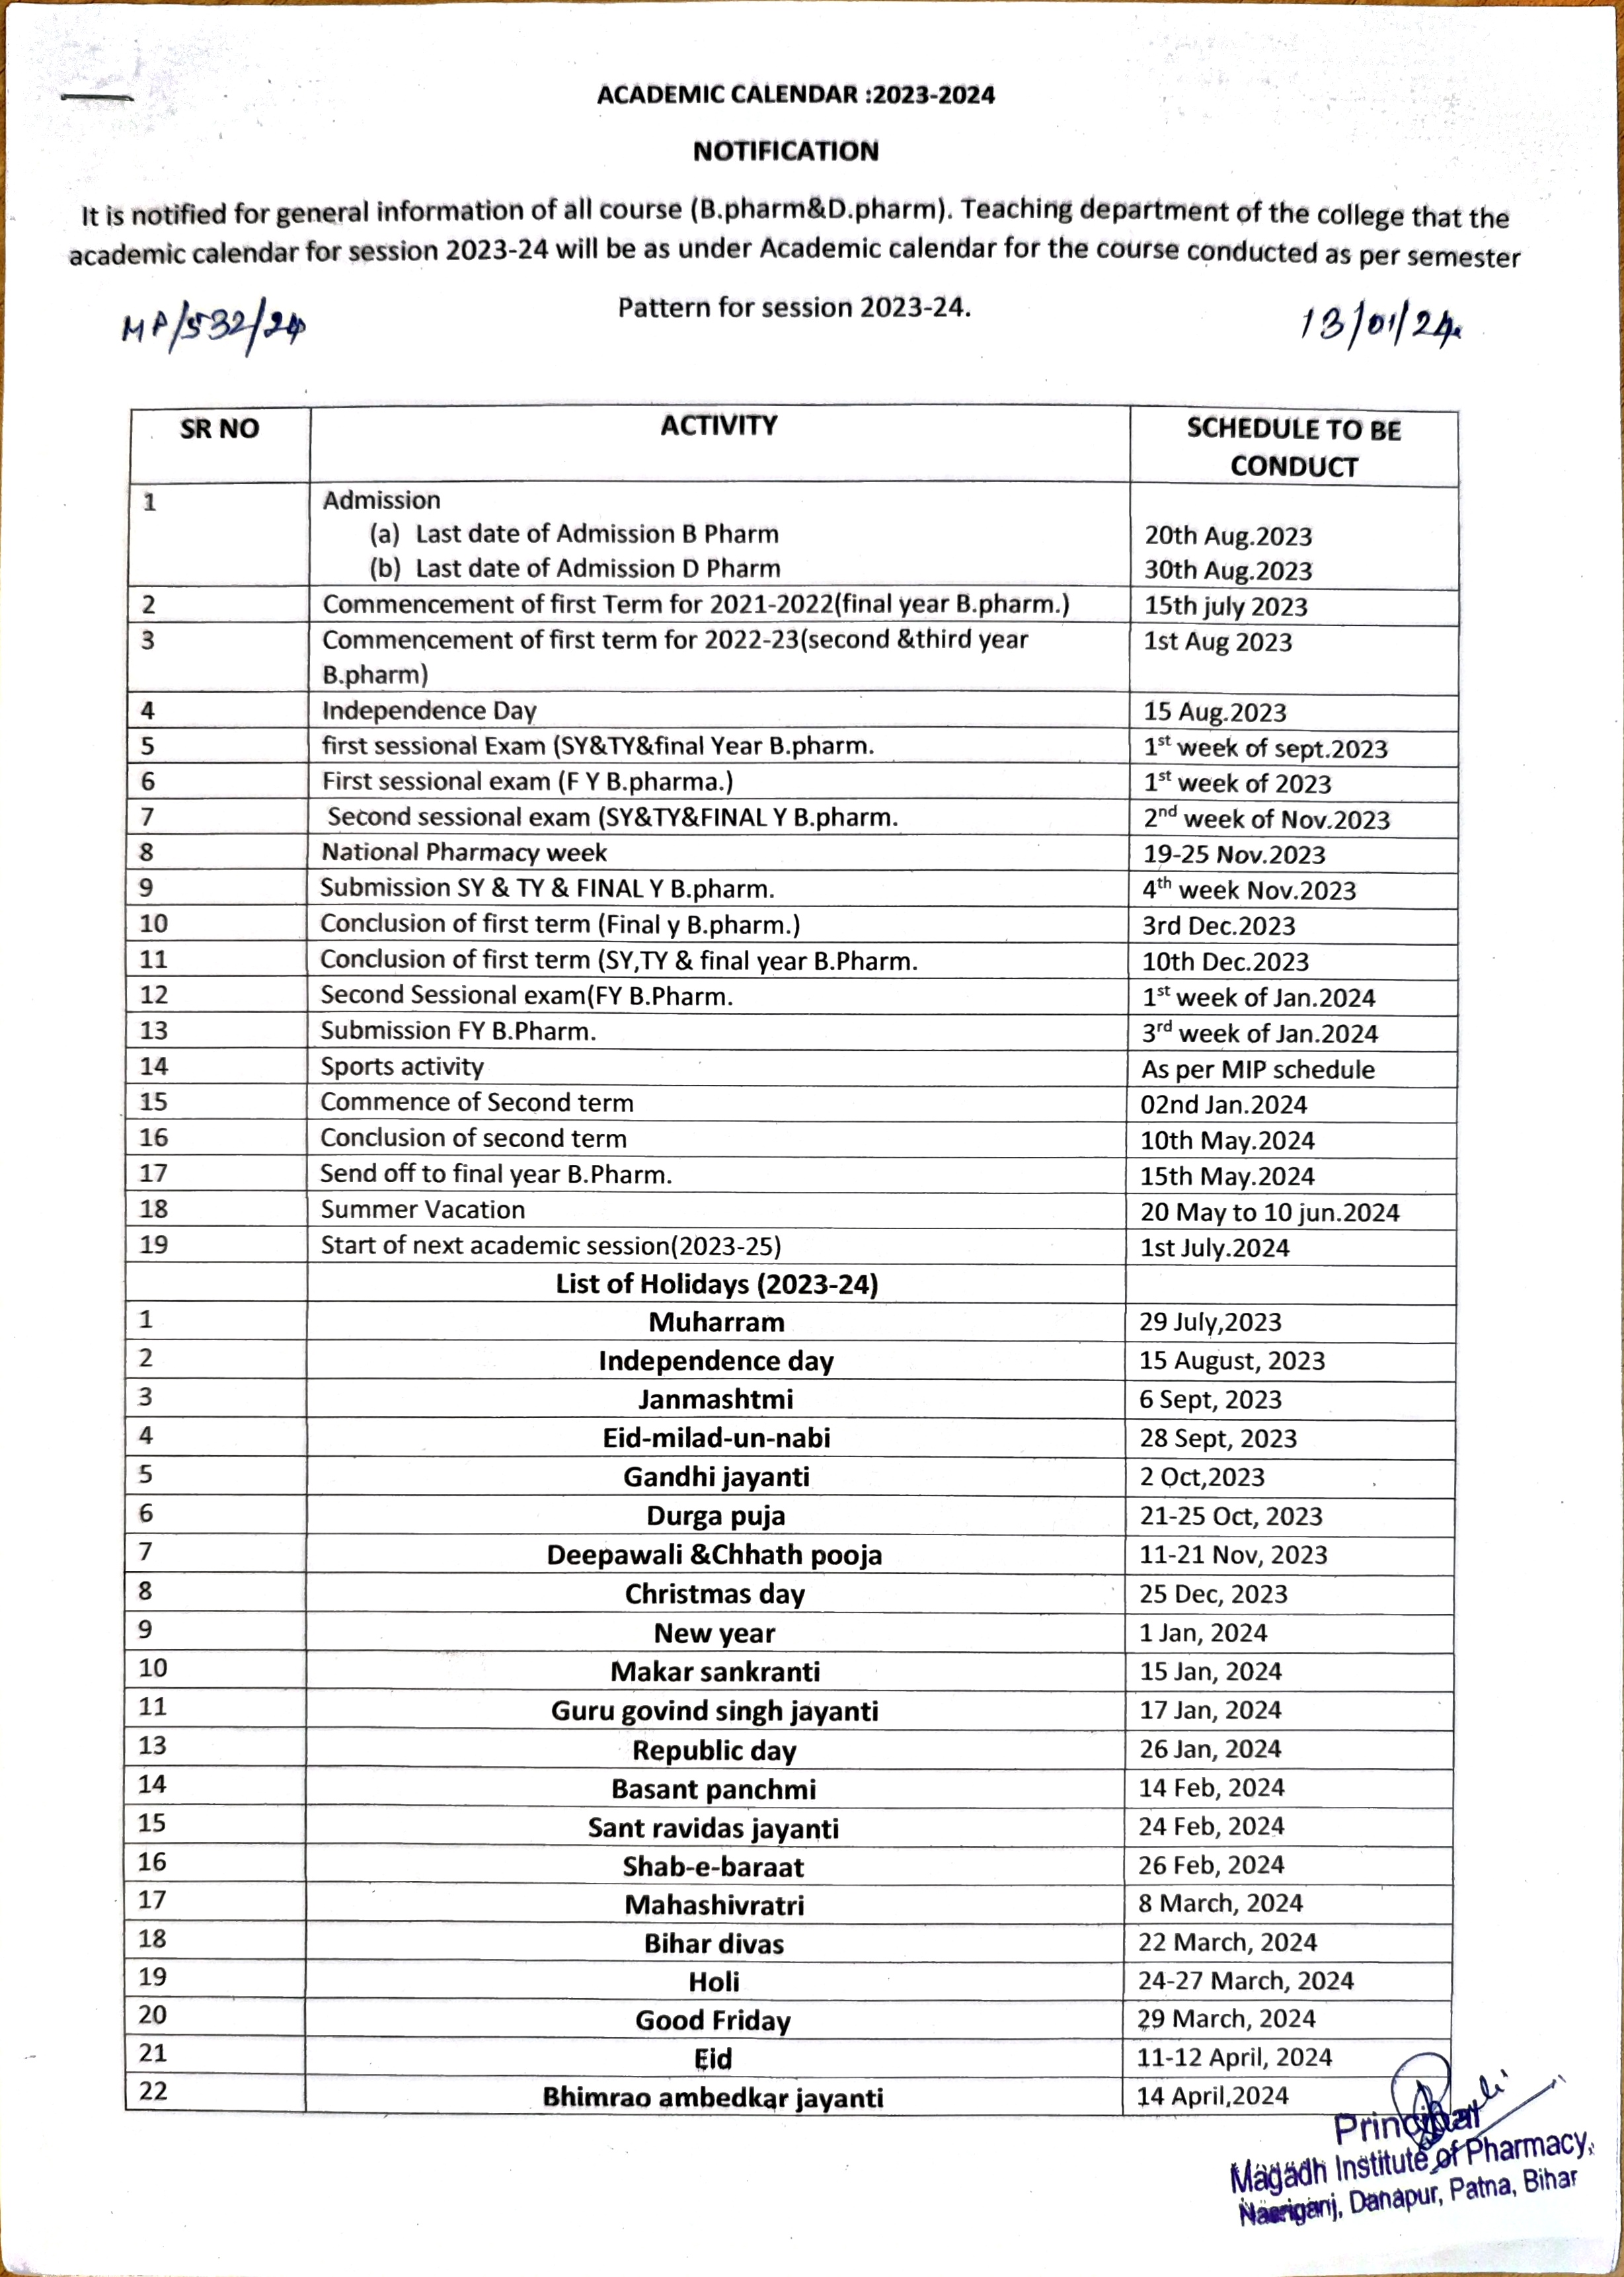 ACADEMIC CALENDAR :2023-2024
NOTIFICATION
It is notified for general information of all course (B.pharm&D.pharm). Teaching department of the college that the
academic calendar for session 2023-24 will be as under Academic calendar for the course conducted as per semester
Pattern for session 2023-24.
MP/532/24 13/01/24
SR NO ACTIVITY SCHEDULE TO BE
CONDUCT
1 Admission
(a) Last date of Admission B Pharm 20th Aug.2023
(b) Last date of Admission D Pharm 30th Aug.2023
2 Commencement of first Term for 2021-2022(final year B.pharm.) 15th july 2023
3 Commencement of first term for 2022-23(second &third year 1st Aug 2023
B.pharm)
4 Independence Day 15 Aug.2023
5 first sessional Exam (SY&TY&final Year B.pharm. 1st week of sept.2023
6 First sessional exam (F Y B.pharma.) 1st week of 2023
7 Second sessional exam (SY&TY&FINAL Y B.pharm. 2nd week of Nov.2023
8 National Pharmacy week 19-25 Nov.2023
9 Submission SY & TY & FINAL Y B.pharm. 4th week Nov.2023
10 Conclusion of first term (Final y B.pharm.) 3rd Dec.2023
11 Conclusion of first term (SY,TY & final year B.Pharm. 10th Dec.2023
12 Second Sessional exam(FY B.Pharm. 1st week of Jan.2024
13 Submission FY B.Pharm. 3rd week of Jan.2024
14 Sports activity As per MIP schedule
15 Commence of Second term 02nd Jan.2024
16 Conclusion of second term 10th May.2024
17 Send off to final year B.Pharm. 15th May.2024
18 Summer Vacation 20 May to 10 jun.2024
19 Start of next academic session(2023-25) 1st July.2024
List of Holidays (2023-24)
1 Muharram 29 July,2023
2 Independence day 15 August, 2023
3 Janmashtmi 6 Sept, 2023
4 Eid-milad-un-nabi 28 Sept, 2023
5 Gandhi jayanti 2 Oct,2023
6 Durga puja 21-25 Oct, 2023
7 Deepawali &Chhath pooja 11-21 Nov, 2023
8 Christmas day 25 Dec, 2023
9 New year 1 Jan, 2024
10 Makar sankranti 15 Jan, 2024
11 Guru govind singh jayanti 17 Jan, 2024
13 Republic day 26 Jan, 2024
14 Basant panchmi 14 Feb, 2024
15 Sant ravidas jayanti 24 Feb, 2024
16 Shab-e-baraat 26 Feb, 2024
17 Mahashivratri 8 March, 2024
18 Bihar divas 22 March, 2024
19 Holi 24-27 March, 2024
20 Good Friday 29 March, 2024
21 Eid 11-12 April, 2024
22 Bhimrao ambedkar jayanti 14 April,2024
Principal
Magadh Institute of Pharmacy,
Nasriganj, Danapur, Patna, Bihar